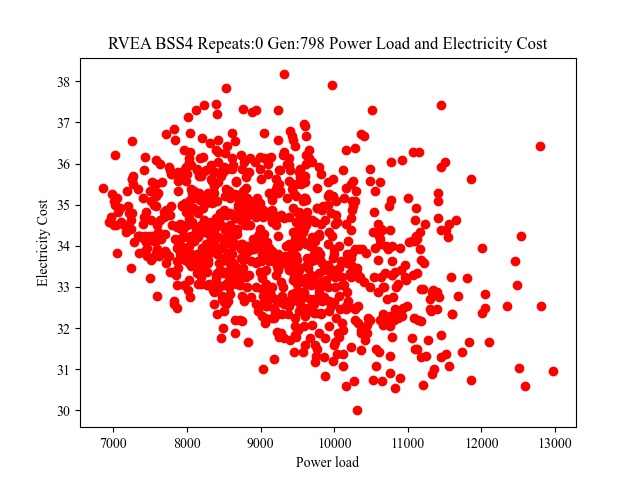 RVEA BSS4 Repeats:0 Gen:798 Power Load and Electricity Cost
38
37
36
35
34
33
32
31
30
Electricity Cost
7000 8000 9000 10000 11000 12000 13000
Power load